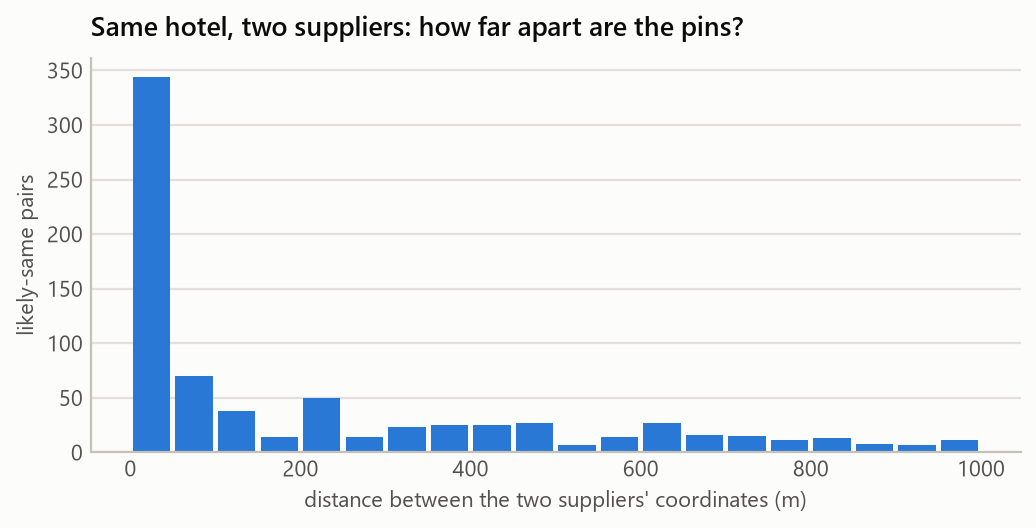 Same hotel, two suppliers: how far apart are the pins?
likely-same pairs
350
300
250
200
150
100
50
0
0 200 400 600 800 1000
distance between the two suppliers' coordinates (m)